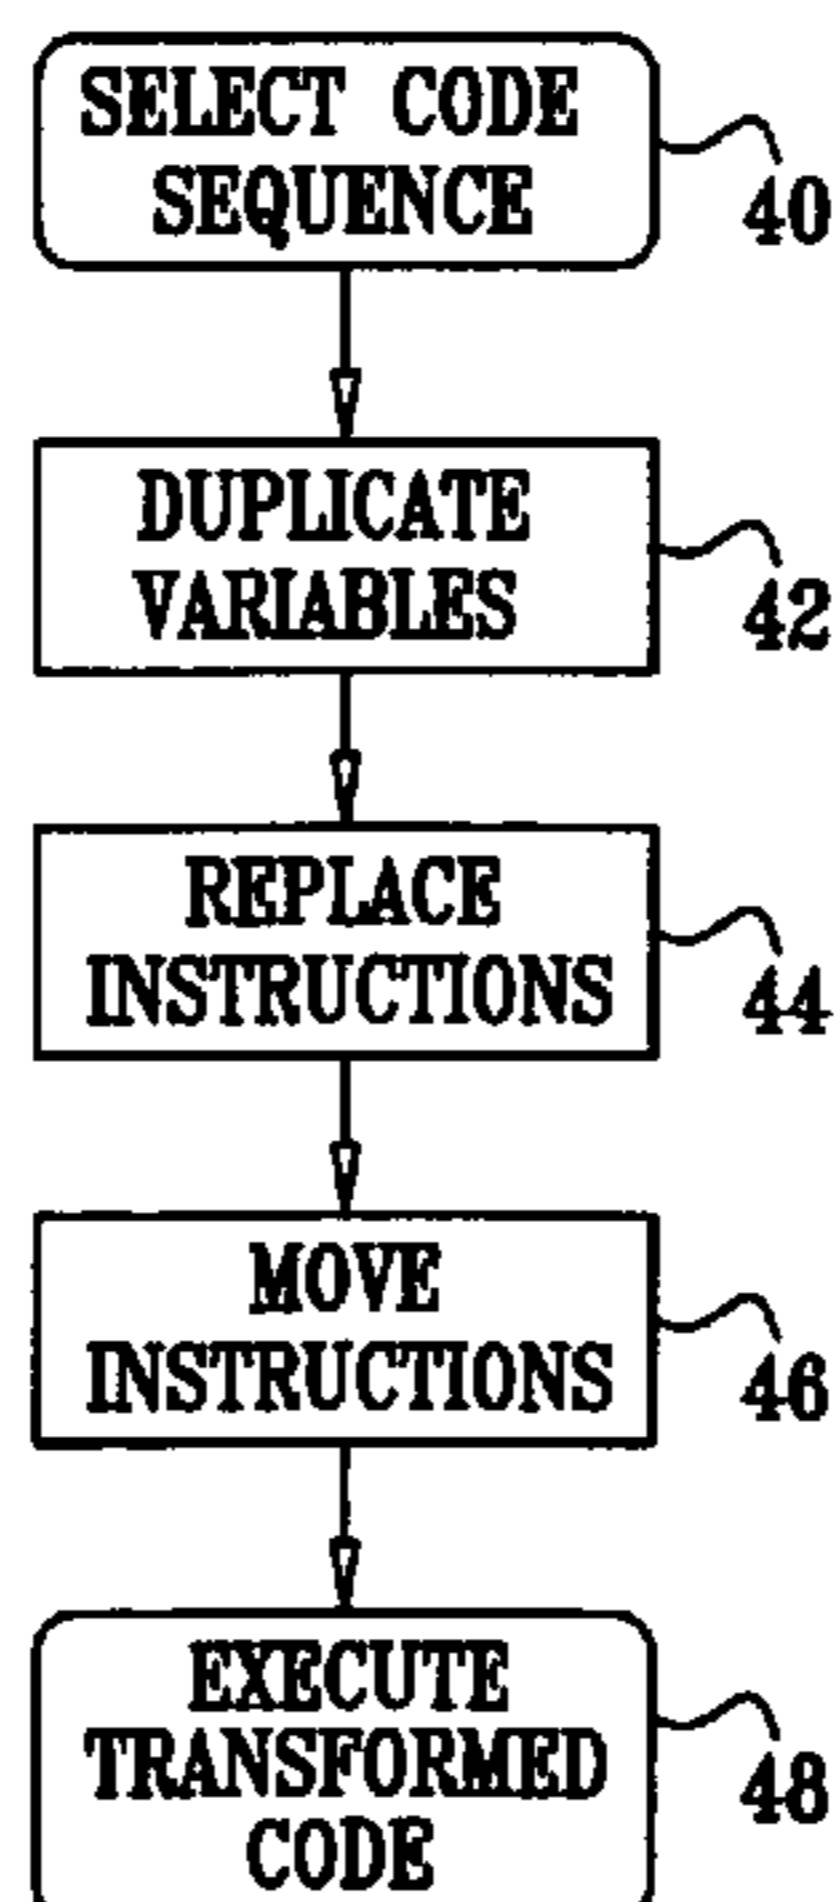 SELECT CODE
SEQUENCE
40
DUPLICATE
VARIABLES
42
REPLACE
INSTRUCTIONS
44
MOVE
INSTRUCTIONS
46
EXECUTE
TRANSFORMED
CODE
48